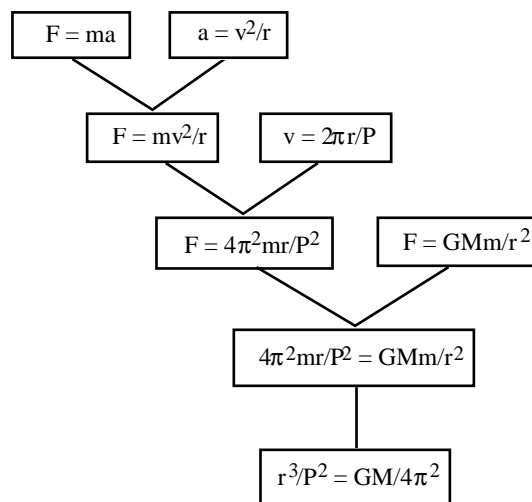 F = ma
a = v²/r
F = mv²/r
v = 2πr/P
F = 4π²mr/P²
F = GMm/r²
4π²mr/P² = GMm/r²
r³/P² = GM/4π²